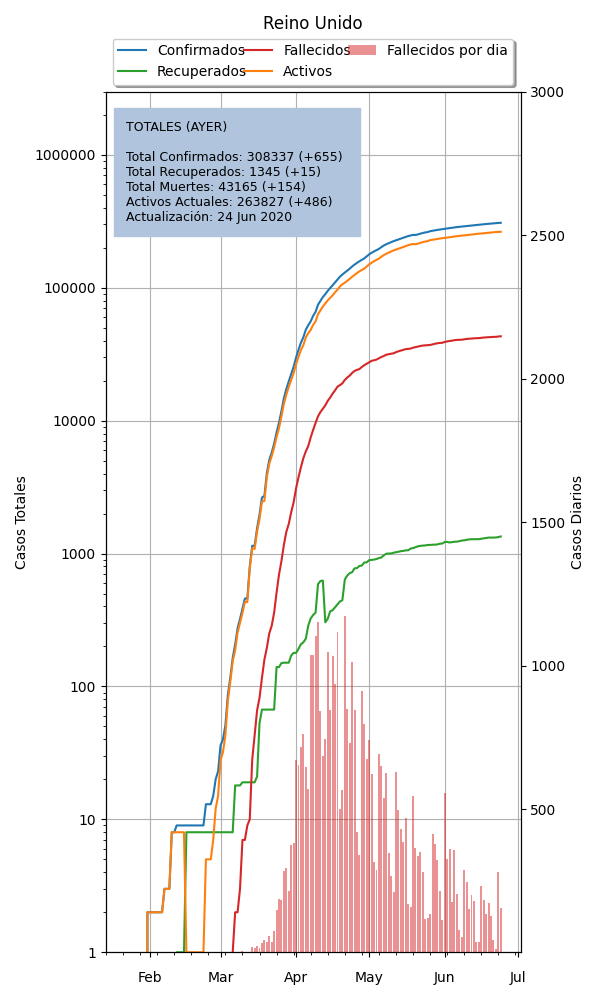 Reino Unido
Confirmados
Recuperados
Fallecidos
Activos
Fallecidos por dia
TOTALES (AYER)
Total Confirmados: 308337 (+655)
Total Recuperados: 1345 (+15)
Total Muertes: 43165 (+154)
Activos Actuales: 263827 (+486)
Actualización: 24 Jun 2020
Casos Totales
1000000
100000
10000
1000
100
10
1
3000
2500
2000
1500
1000
500
Casos Diarios
Feb Mar Apr May Jun Jul